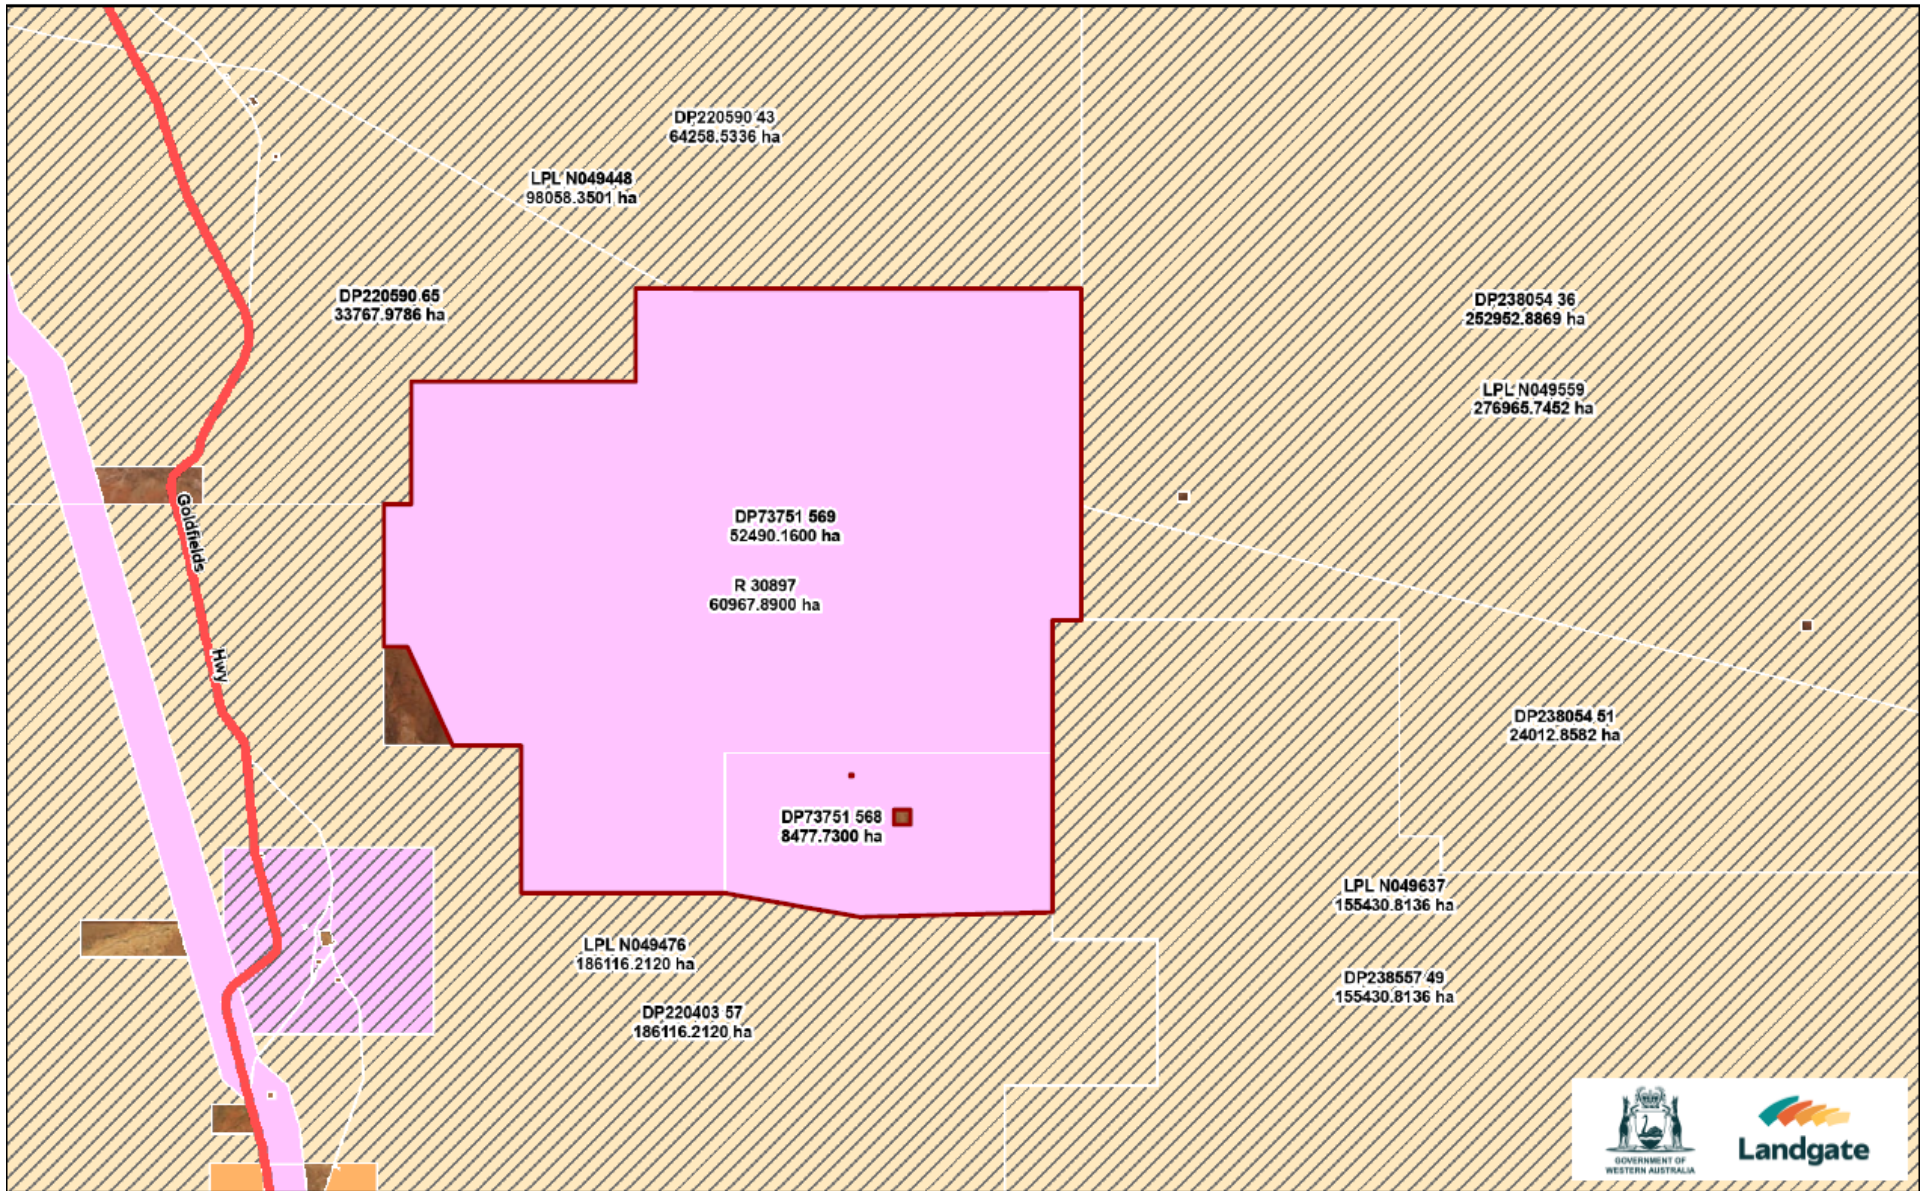 DP220590 43
64258.5336 ha
LPL N049448
98058.3501 ha
DP220590 65
33767.9786 ha
DP238054 36
252952.8869 ha
LPL N049559
276965.7452 ha
Goldfields
Hwy
DP73751 569
52490.1600 ha
R 30897
60967.8900 ha
DP238054 51
24012.8582 ha
DP73751 568
8477.7300 ha
LPL N049637
155430.8136 ha
LPL N049476
186116.2120 ha
DP238557 49
155430.8136 ha
DP220403 57
186116.2120 ha
GOVERNMENT OF
WESTERN AUSTRALIA
Landgate